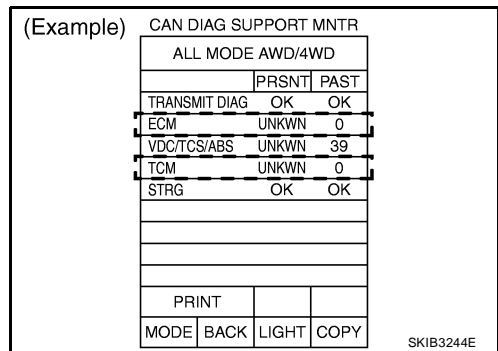 (Example) CAN DIAG SUPPORT MNTR
ALL MODE AWD/4WD
PRSNT PAST
TRANSMIT DIAG OK OK
ECM UNKWN 0
VDC/TCS/ABS UNKWN 39
TCM UNKWN 0
STRG OK OK
PRINT
MODE BACK LIGHT COPY
SKIB3244E